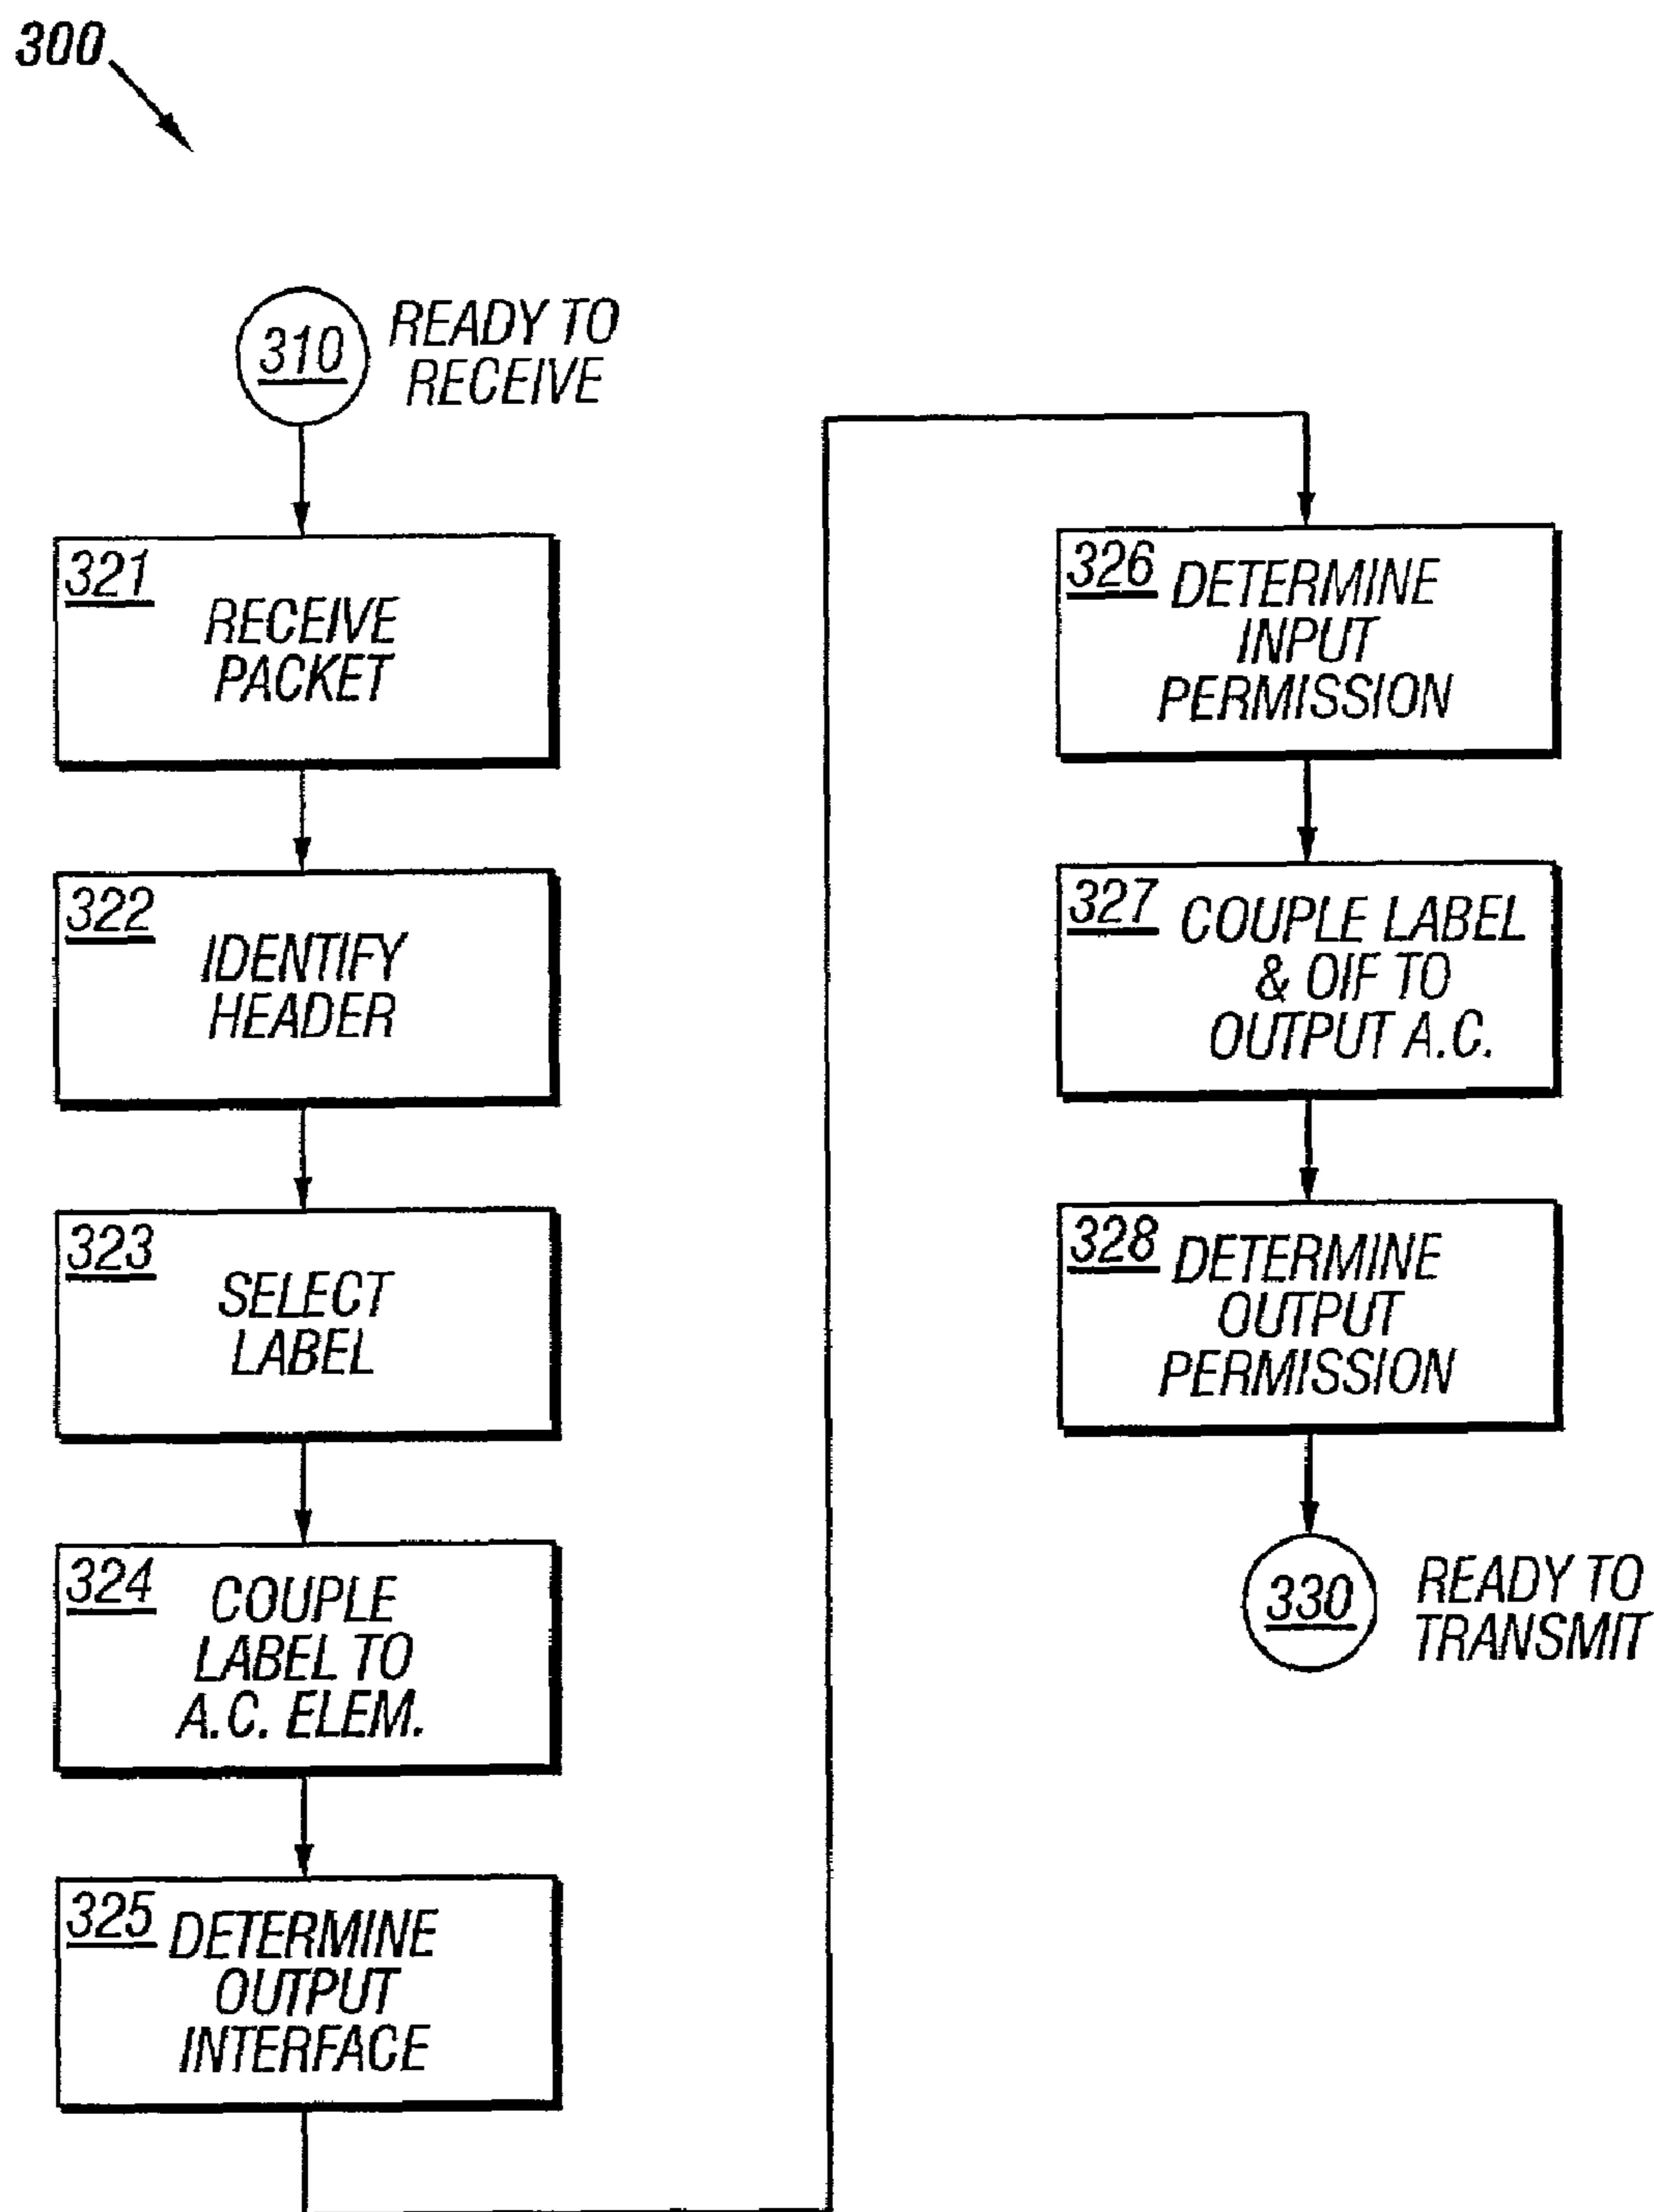 300
310
READY TO
RECEIVE
321
RECEIVE
PACKET
322
IDENTIFY
HEADER
323
SELECT
LABEL
324
COUPLE
LABEL TO
A.C. ELEM.
325
DETERMINE
OUTPUT
INTERFACE
326
DETERMINE
INPUT
PERMISSION
327
COUPLE LABEL
& OIF TO
OUTPUT A.C.
328
DETERMINE
OUTPUT
PERMISSION
330
READY TO
TRANSMIT